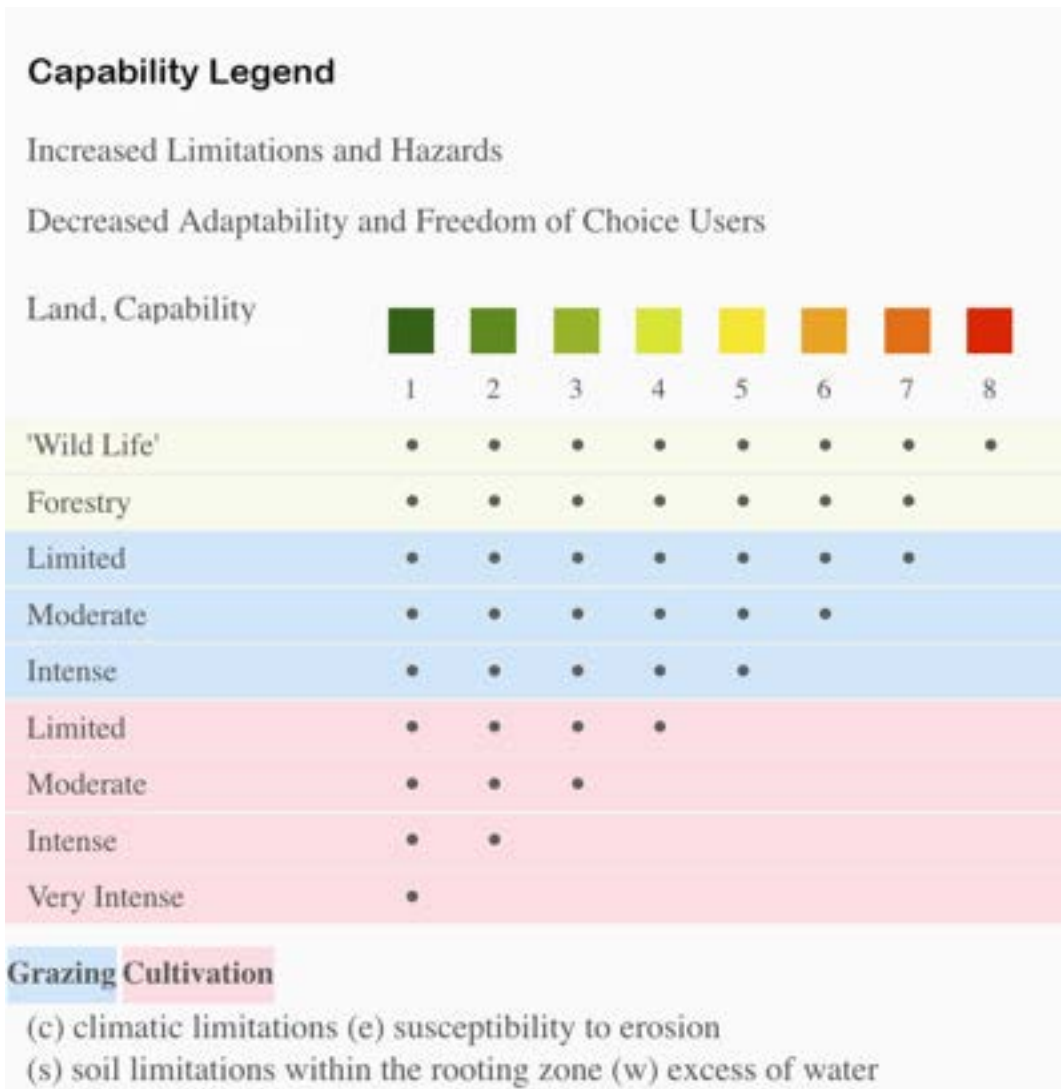 Capability Legend
Increased Limitations and Hazards
Decreased Adaptability and Freedom of Choice Users
Land, Capability
1 2 3 4 5 6 7 8
'Wild Life' • • • • • • • •
Forestry • • • • • • •
Limited • • • • • • •
Moderate • • • • • •
Intense • • • • •
Limited • • • •
Moderate • • •
Intense • •
Very Intense •
Grazing Cultivation
(c) climatic limitations (e) susceptibility to erosion
(s) soil limitations within the rooting zone (w) excess of water